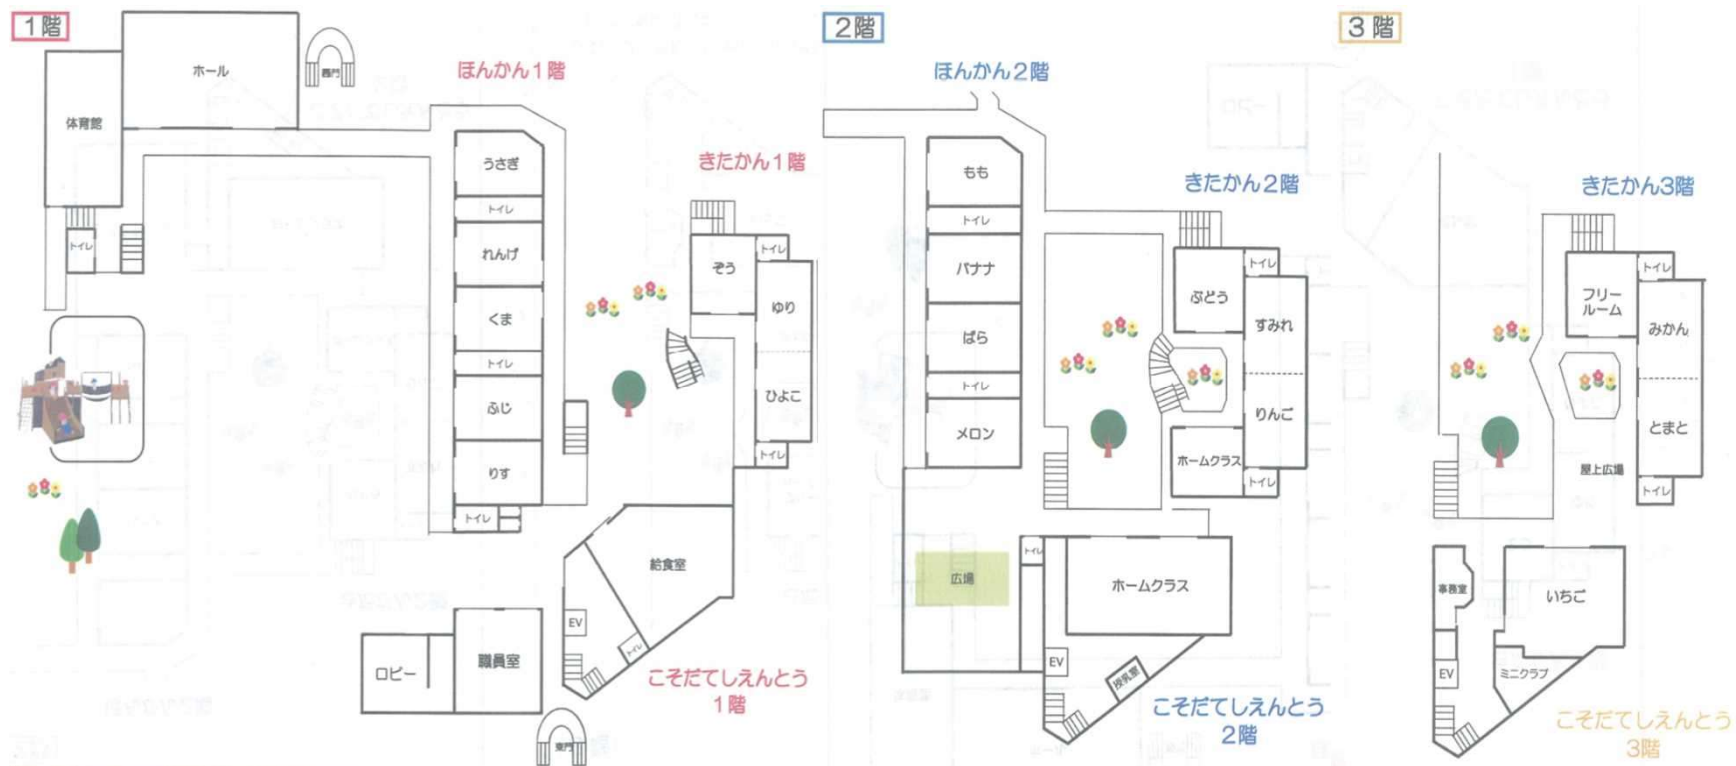 1階
ホール
西門
体育館
トイレ
ほんかん1階
うさぎ
トイレ
れんげ
くま
トイレ
ふじ
りす
トイレ
きたかん1階
ぞう
トイレ
ゆり
ひよこ
トイレ
給食室
EV
トイレ
ロビー
職員室
こそだてしえんとう
1階
東門
2階
ほんかん2階
もも
トイレ
バナナ
ばら
トイレ
メロン
きたかん2階
ぶどう
トイレ
すみれ
りんご
ホームクラス
トイレ
広場
トイレ
ホームクラス
EV
授乳室
こそだてしえんとう
2階
3階
きたかん3階
フリー
ルーム
トイレ
みかん
とまと
屋上広場
トイレ
事務室
いちご
EV
ミニクラブ
こそだてしえんとう
3階